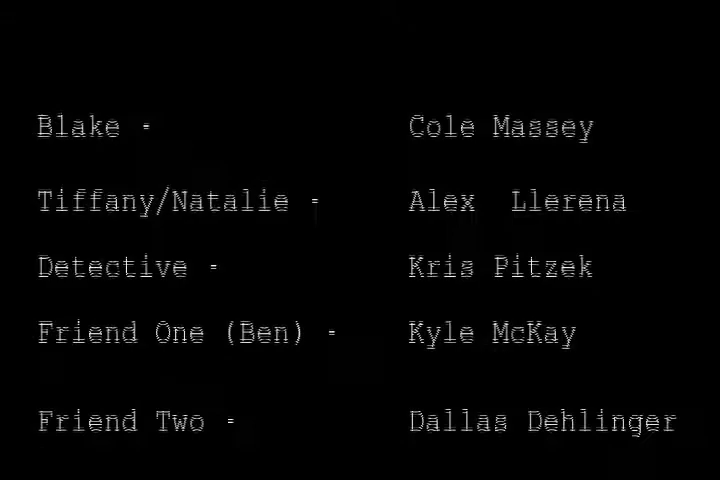 Blake - Cole Massey
Tiffany/Natalie - Alex Llerena
Detective - Kris Pitzek
Friend One (Ben) - Kyle McKay
Friend Two - Dallas Dehlinger